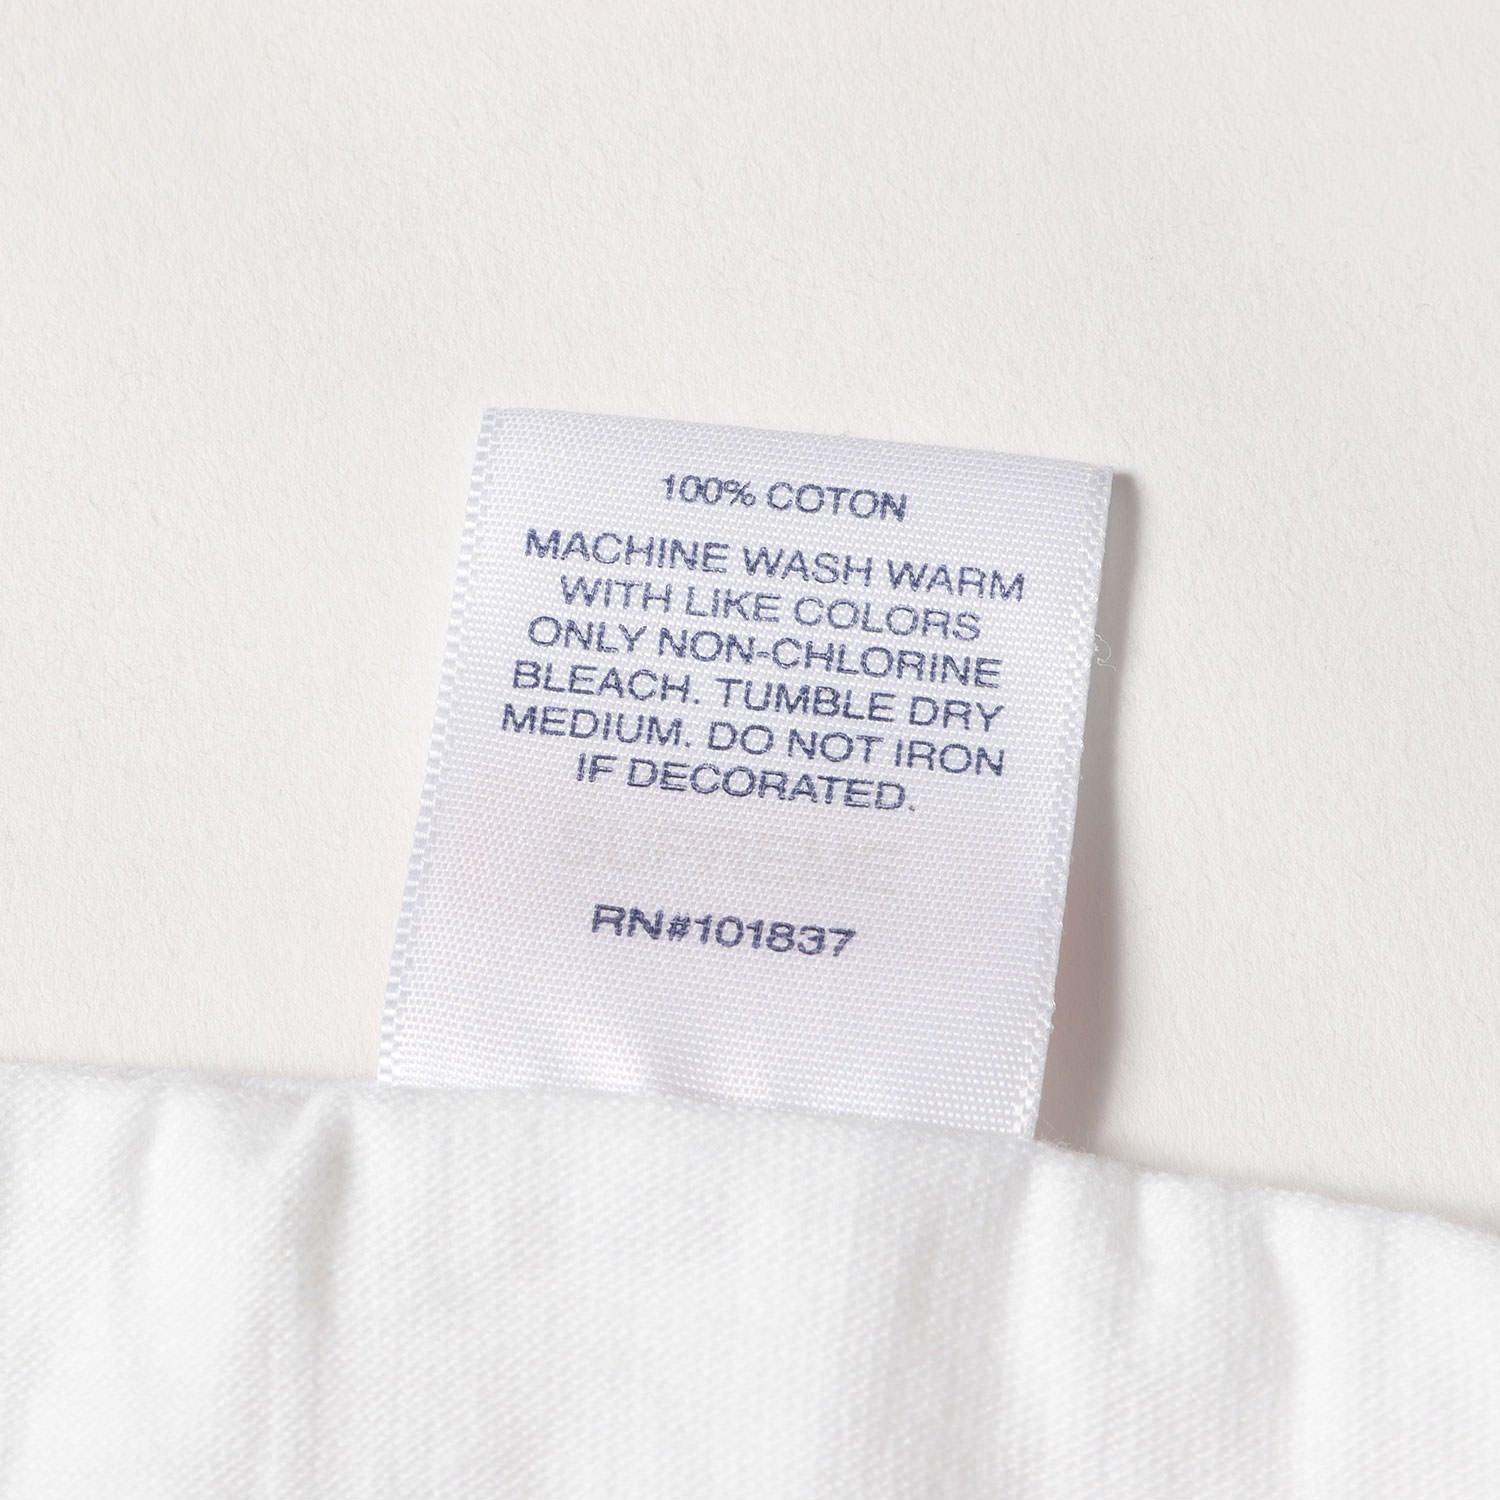 100% COTON
MACHINE WASH WARM
WITH LIKE COLORS
ONLY NON-CHLORINE
BLEACH. TUMBLE DRY
MEDIUM. DO NOT IRON
IF DECORATED.
RN#101837